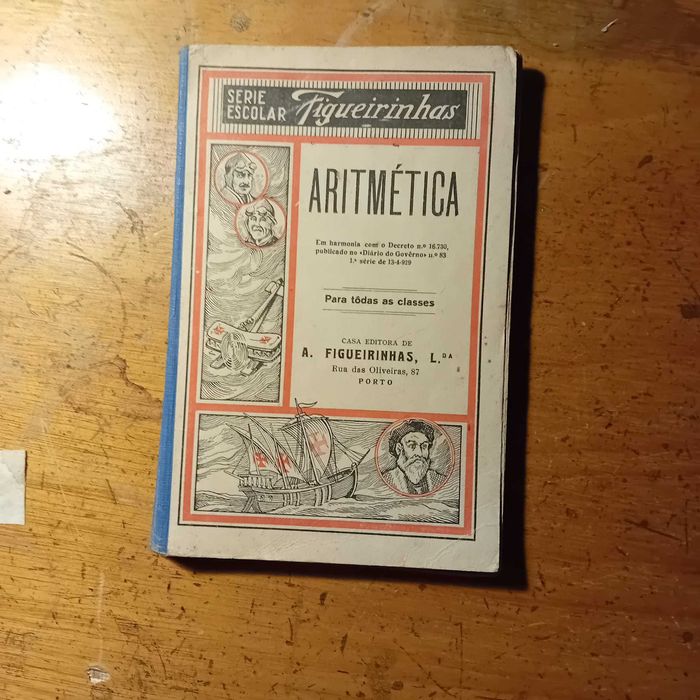 SERIE
ESCOLAR
Figueirinhas
ARITMÉTICA
Em harmonia com o Decreto n.º 16.730,
publicado no «Diário do Govêrno» n.º 83
1.ª série de 13-4-929
Para tôdas as classes
CASA EDITORA DE
A. FIGUEIRINHAS, L.DA
Rua das Oliveiras, 87
PORTO